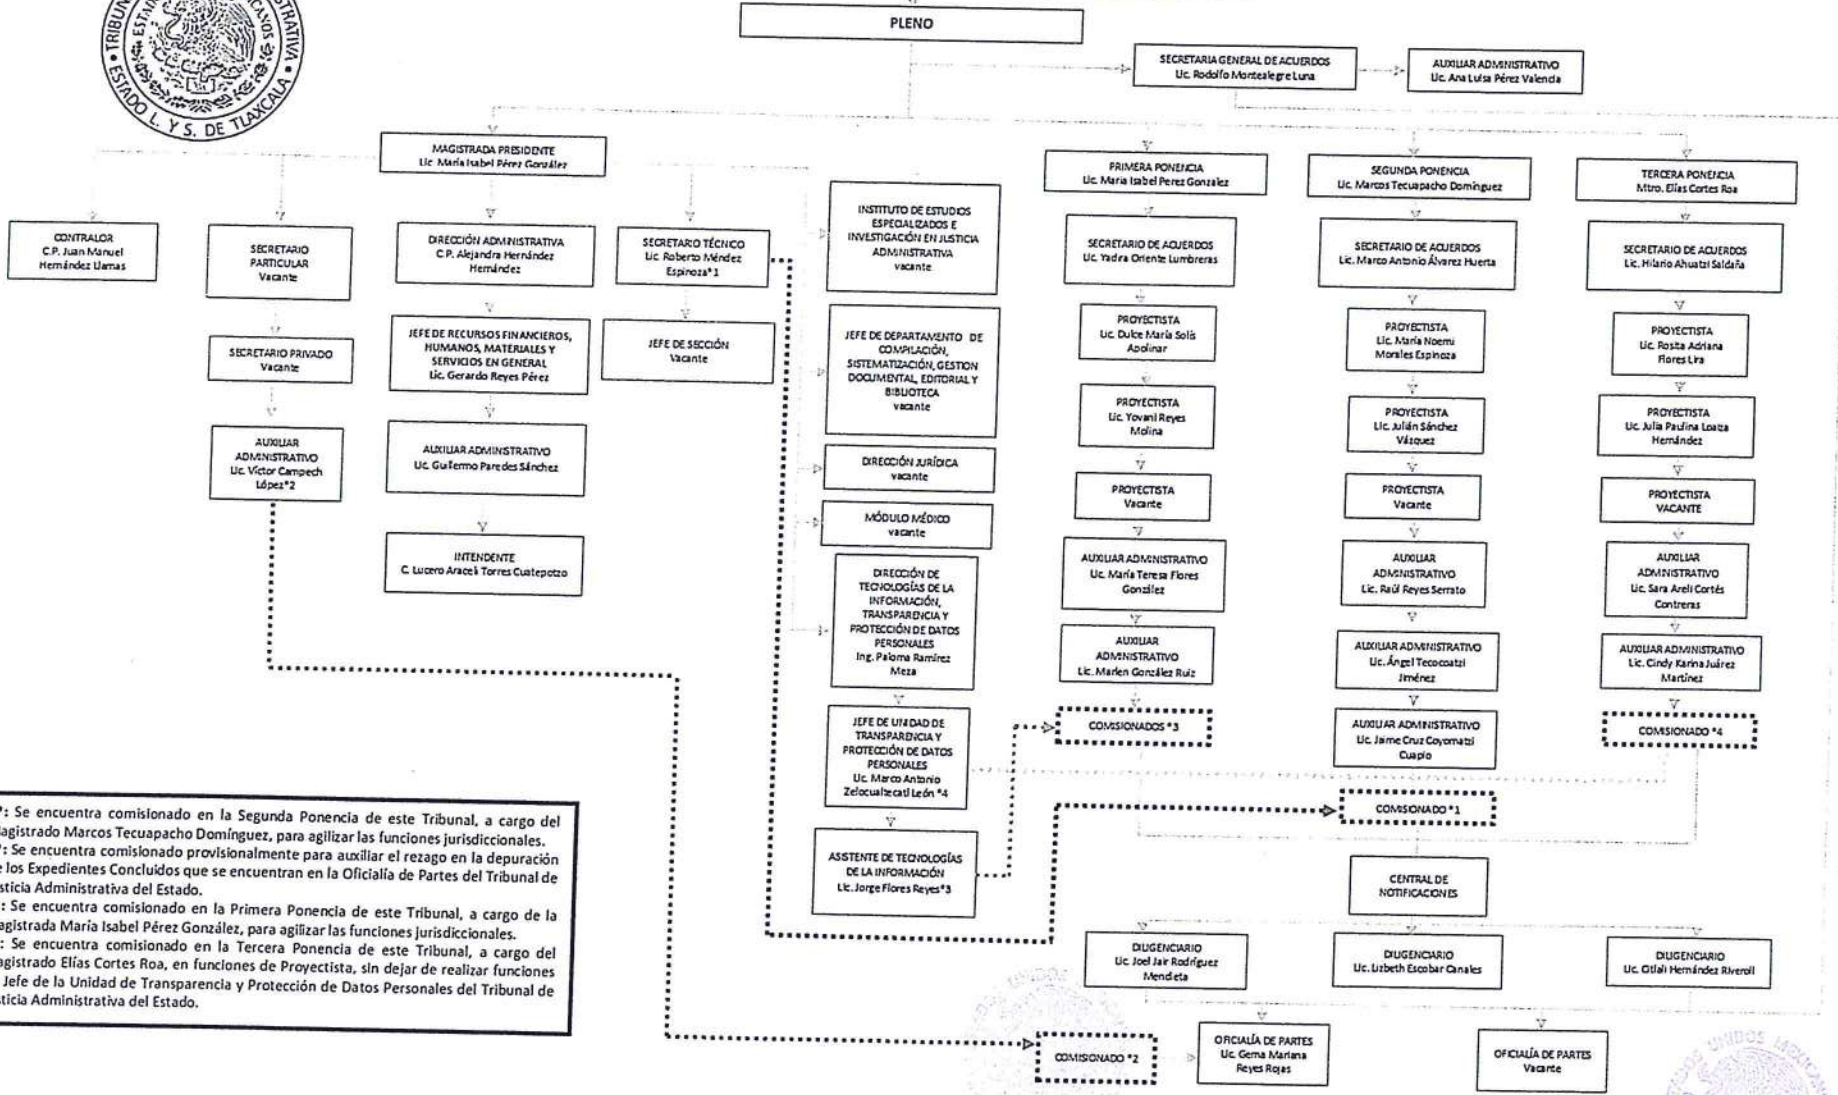 TRIBUN
ISTRATIVA
ESTADO L. Y S. DE TLAXCALA
PLENO
SECRETARIA GENERAL DE ACUERDOS
Lic. Rodolfo Montealegre Luna
AUXILIAR ADMINISTRATIVO
Lic. Ana Luisa Pérez Valencia
MAGISTRADA PRESIDENTE
Lic María Isabel Pérez González
PRIMERA PONENCIA
Lic. Maria Isabel Perez Gonzalez
SEGUNDA PONENCIA
Lic. Marcos Tecuapacho Domínguez
TERCERA PONENCIA
Mtro. Elías Cortes Roa
CONTRALOR
C.P. Juan Manuel
Hernández Llamas
SECRETARIO
PARTICULAR
Vacante
DIRECCIÓN ADMINISTRATIVA
C.P. Alejandra Hernández
Hernández
SECRETARIO TÉCNICO
Lic. Roberto Méndez
Espinoza*1
INSTITUTO DE ESTUDIOS
ESPECIALIZADOS E
INVESTIGACIÓN EN JUSTICIA
ADMINISTRATIVA
vacante
SECRETARIO DE ACUERDOS
Lic. Yadira Oriente Lumbreras
SECRETARIO DE ACUERDOS
Lic. Marco Antonio Álvarez Huerta
SECRETARIO DE ACUERDOS
Lic. Hilario Ahuatzi Saldaña
SECRETARIO PRIVADO
Vacante
JEFE DE RECURSOS FINANCIEROS,
HUMANOS, MATERIALES Y
SERVICIOS EN GENERAL
Lic. Gerardo Reyes Pérez
JEFE DE SECCIÓN
Vacante
JEFE DE DEPARTAMENTO DE
COMPILACIÓN,
SISTEMATIZACIÓN, GESTION
DOCUMENTAL, EDITORIAL Y
BIBLIOTECA
vacante
PROYECTISTA
Lic. Dulce María Solís
Apolinar
PROYECTISTA
Lic. María Noemi
Morales Espinoza
PROYECTISTA
Lic. Rosita Adriana
Flores Lira
AUXILIAR
ADMINISTRATIVO
Lic. Victor Campech
López*2
AUXILIAR ADMINISTRATIVO
Lic. Guillermo Paredes Sánchez
DIRECCIÓN JURÍDICA
vacante
PROYECTISTA
Lic. Yovani Reyes
Molina
PROYECTISTA
Lic. Julián Sánchez
Vázquez
PROYECTISTA
Lic. Julia Paulina Loaiza
Hernández
MÓDULO MÉDICO
vacante
PROYECTISTA
Vacante
PROYECTISTA
Vacante
PROYECTISTA
VACANTE
INTENDENTE
C. Lucero Araceli Torres Cuatepotzo
DIRECCIÓN DE
TECNOLOGÍAS DE LA
INFORMACIÓN,
TRANSPARENCIA Y
PROTECCIÓN DE DATOS
PERSONALES
Ing. Paloma Ramírez
Meza
AUXILIAR ADMINISTRATIVO
Lic. María Teresa Flores
González
AUXILIAR
ADMINISTRATIVO
Lic. Raúl Reyes Serrato
AUXILIAR
ADMINISTRATIVO
Lic. Sara Areli Cortés
Contreras
AUXILIAR
ADMINISTRATIVO
Lic. Marlen González Ruiz
AUXILIAR ADMINISTRATIVO
Lic. Ángel Tecocoatzi
Jiménez
AUXILIAR ADMINISTRATIVO
Lic. Cindy Karina Juárez
Martínez
JEFE DE UNIDAD DE
TRANSPARENCIA Y
PROTECCIÓN DE DATOS
PERSONALES
Lic. Marco Antonio
Zelocualtecatl León *4
COMISIONADOS *3
AUXILIAR ADMINISTRATIVO
Lic. Jaime Cruz Coyomatzi
Cuapio
COMISIONADO *4
COMISIONADO *1
ASISTENTE DE TECNOLOGÍAS
DE LA INFORMACIÓN
Lic. Jorge Flores Reyes*3
CENTRAL DE
NOTIFICACIONES
DILIGENCIARIO
Lic. Joel Jair Rodríguez
Mendieta
DILIGENCIARIO
Lic. Lizbeth Escobar Canales
DILIGENCIARIO
Lic. Citlali Hernández Riveroll
COMISIONADO *2
OFICIALÍA DE PARTES
Lic. Gema Mariana
Reyes Rojas
OFICIALÍA DE PARTES
Vacante
*: Se encuentra comisionado en la Segunda Ponencia de este Tribunal, a cargo del
agistrado Marcos Tecuapacho Domínguez, para agilizar las funciones jurisdiccionales.
*: Se encuentra comisionado provisionalmente para auxiliar el rezago en la depuración
e los Expedientes Concluidos que se encuentran en la Oficialía de Partes del Tribunal de
sticia Administrativa del Estado.
: Se encuentra comisionado en la Primera Ponencia de este Tribunal, a cargo de la
agistrada María Isabel Pérez González, para agilizar las funciones jurisdiccionales.
: Se encuentra comisionado en la Tercera Ponencia de este Tribunal, a cargo del
agistrado Elías Cortes Roa, en funciones de Proyectista, sin dejar de realizar funciones
Jefe de la Unidad de Transparencia y Protección de Datos Personales del Tribunal de
sticia Administrativa del Estado.